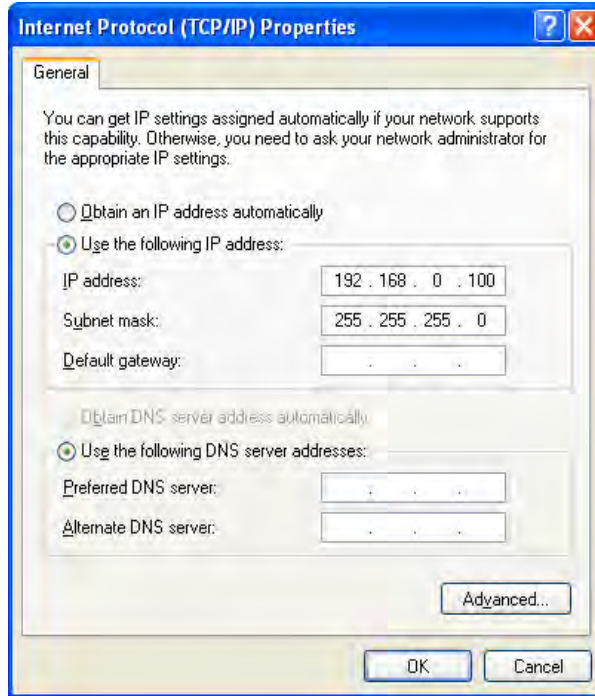 Internet Protocol (TCP/IP) Properties
General
You can get IP settings assigned automatically if your network supports
this capability. Otherwise, you need to ask your network administrator for
the appropriate IP settings.
Obtain an IP address automatically
Use the following IP address:
IP address: 192 . 168 . 0 . 100
Subnet mask: 255 . 255 . 255 . 0
Default gateway: . . .
Obtain DNS server address automatically
Use the following DNS server addresses:
Preferred DNS server: . . .
Alternate DNS server: . . .
Advanced...
OK Cancel